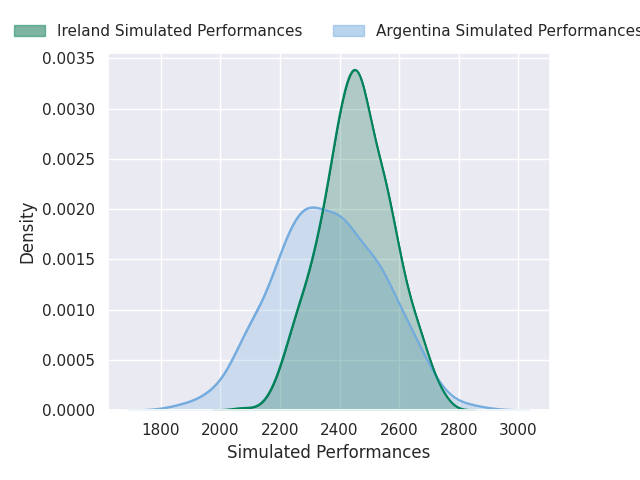 Ireland Simulated Performances Argentina Simulated Performances
0.0035
0.0030
0.0025
0.0020
0.0015
0.0010
0.0005
0.0000
Density
1800 2000 2200 2400 2600 2800 3000
Simulated Performances